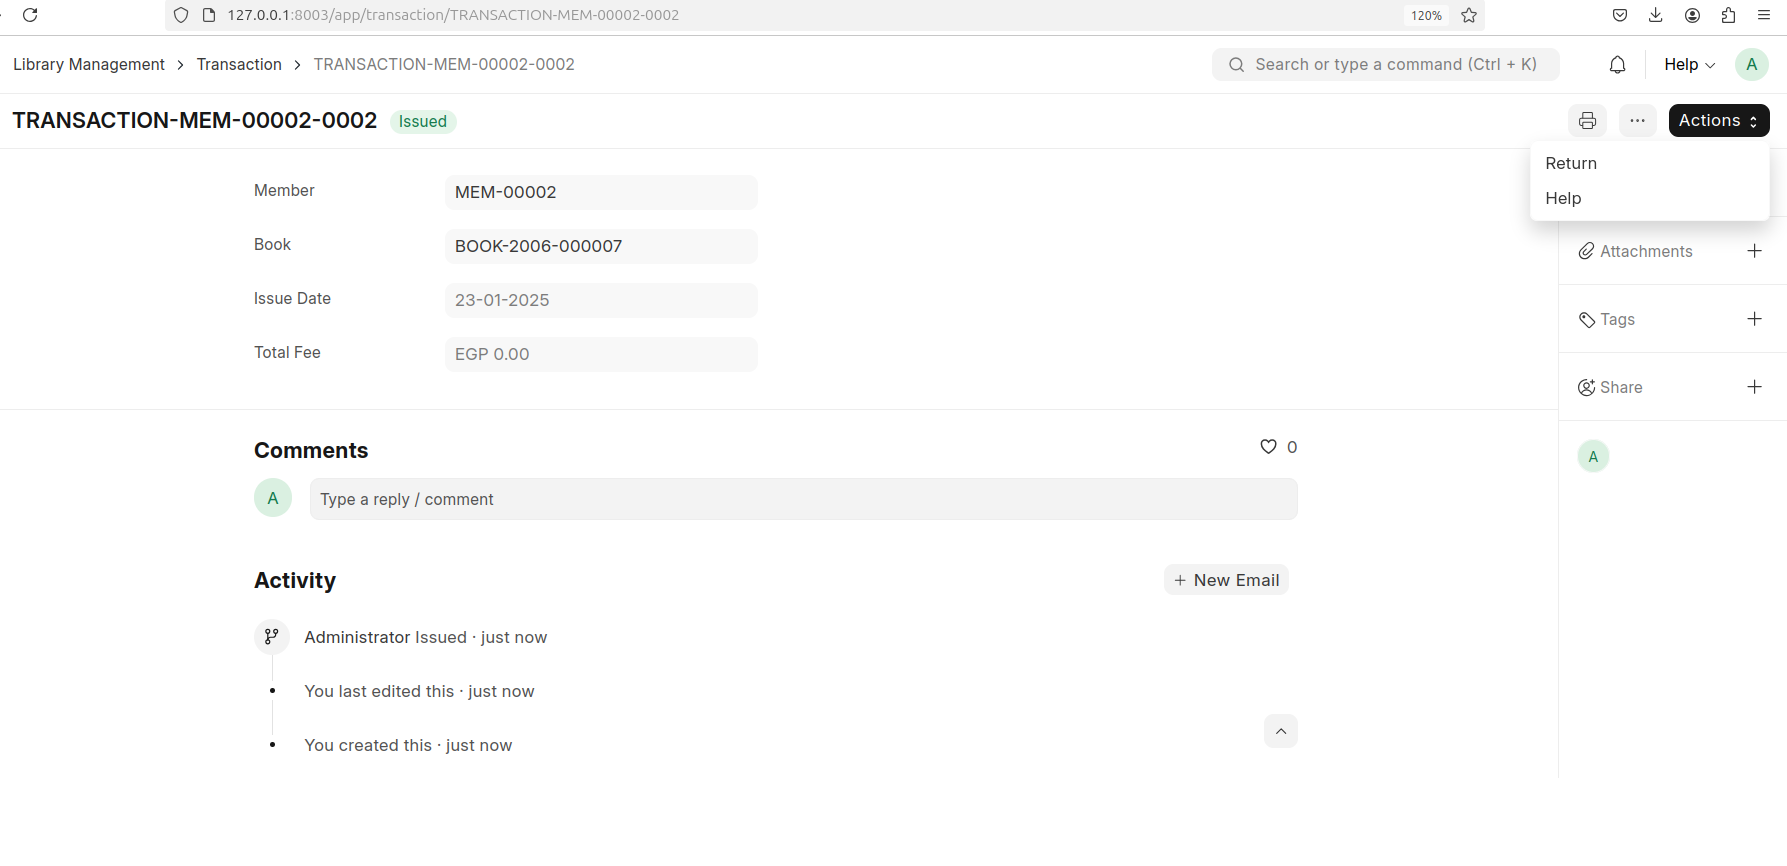 127.0.0.1:8003/app/transaction/TRANSACTION-MEM-00002-0002
120%
Library Management > Transaction > TRANSACTION-MEM-00002-0002
Search or type a command (Ctrl + K)
Help
A
TRANSACTION-MEM-00002-0002
Issued
Actions
Return
Help
Member
MEM-00002
Book
BOOK-2006-000007
Issue Date
23-01-2025
Total Fee
EGP 0.00
Attachments +
Tags +
Share +
A
Comments
0
A
Type a reply / comment
Activity
+ New Email
Administrator Issued · just now
You last edited this · just now
You created this · just now